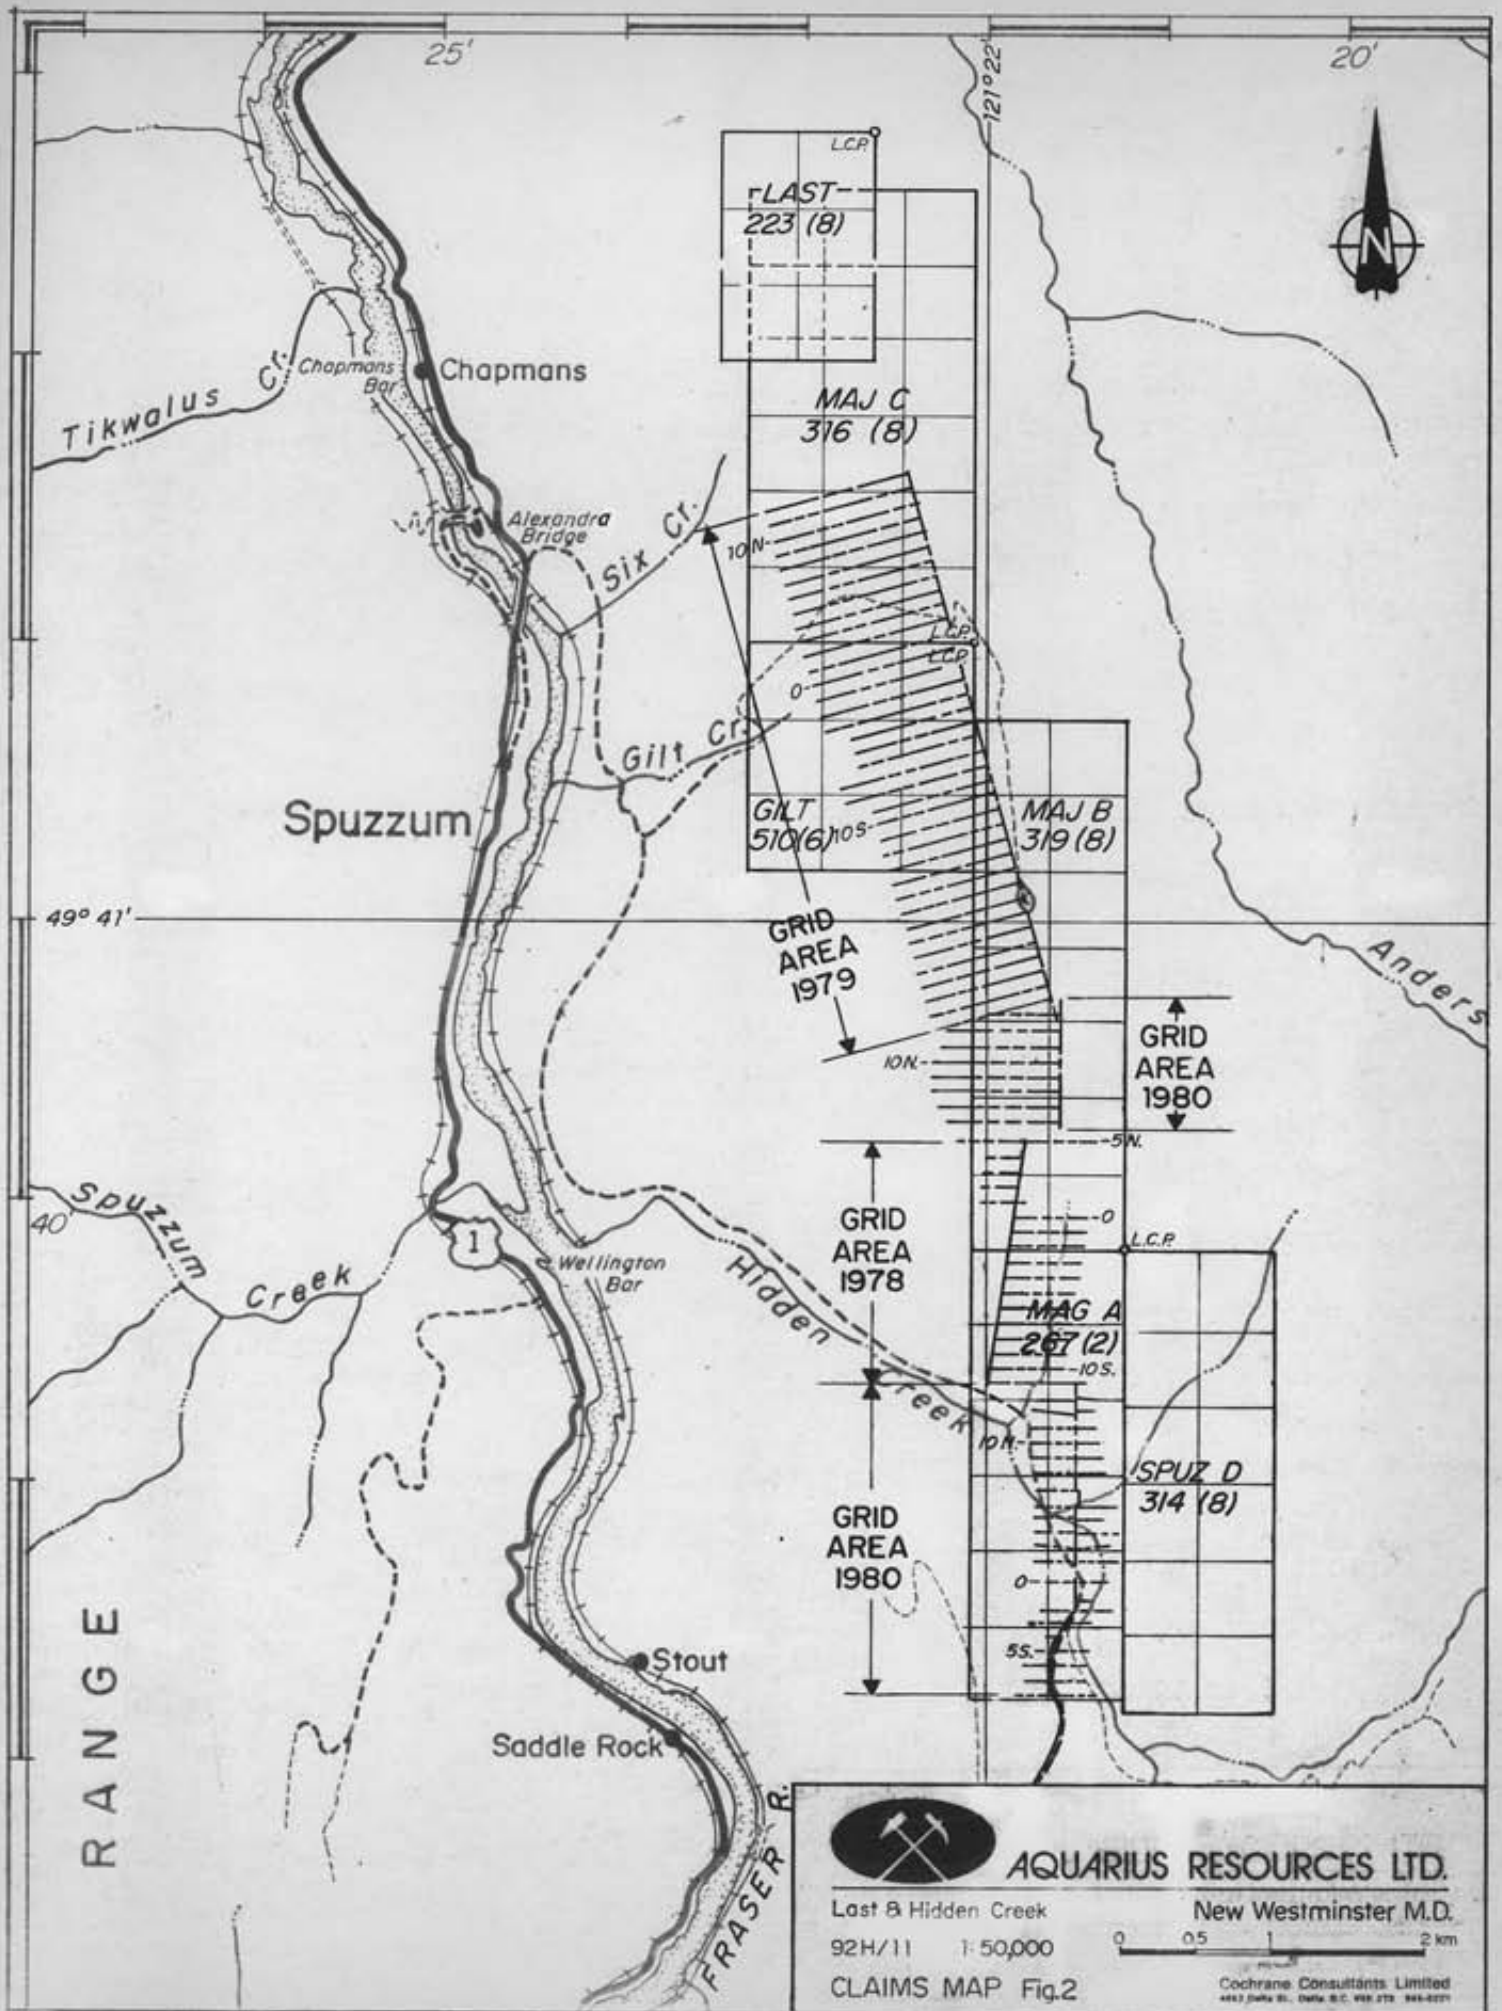 25'
121°22'
20'
L.C.P.
LAST
223 (8)
N
Tikwalus Cr.
Chapmans
Bar
Chapmans
MAJ C
316 (8)
Alexandra
Bridge
Six Cr.
10N
L.C.P.
L.C.P.
0
Gilt Cr.
Spuzzum
GILT
510(6)
10S
MAJ B
319 (8)
49° 41'
GRID
AREA
1979
Anders
GRID
AREA
1980
10N.
5N.
Spuzzum Creek
40'
1
GRID
AREA
1978
0
L.C.P.
Wellington
Bar
Hidden Creek
MAG A
267(2)
10S.
10N.
SPUZ D
314 (8)
GRID
AREA
1980
0
5S.
Stout
Saddle Rock
RANGE
FRASER R.
AQUARIUS RESOURCES LTD.
Last & Hidden Creek
New Westminster M.D.
92H/11 1:50,000
0 0.5 1 2 km
CLAIMS MAP Fig.2
Cochrane Consultants Limited